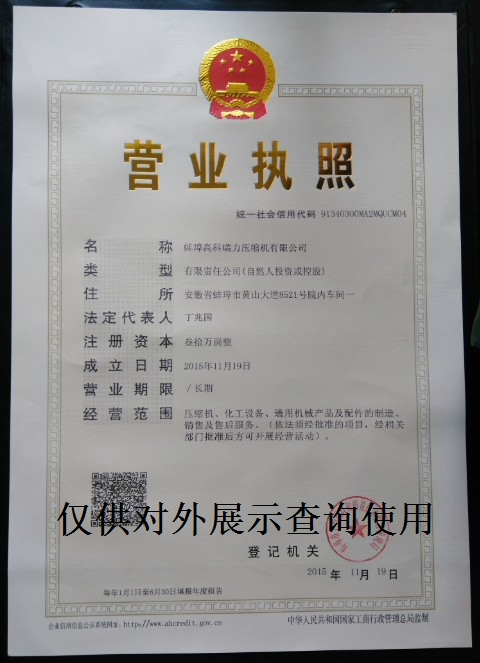 营业执照
统一社会信用代码 91340300MA2MQUCM04
名称 蚌埠高科瑞力压缩机有限公司
类型 有限责任公司(自然人投资或控股)
住所 安徽省蚌埠市黄山大道8521号院内车间一
法定代表人 丁兆国
注册资本 叁拾万圆整
成立日期 2015年11月19日
营业期限 /长期
经营范围 压缩机、化工设备、通用机械产品及配件的制造、
销售及售后服务。（依法须经批准的项目，经相关
部门批准后方可开展经营活动）。
仅供对外展示查询使用
登记机关
2015 年 11 月 19 日
每年1月1日至6月30日填报年度报告
企业信用信息公示系统网址: http://www.ahcredit.gov.cn
中华人民共和国国家工商行政管理总局监制